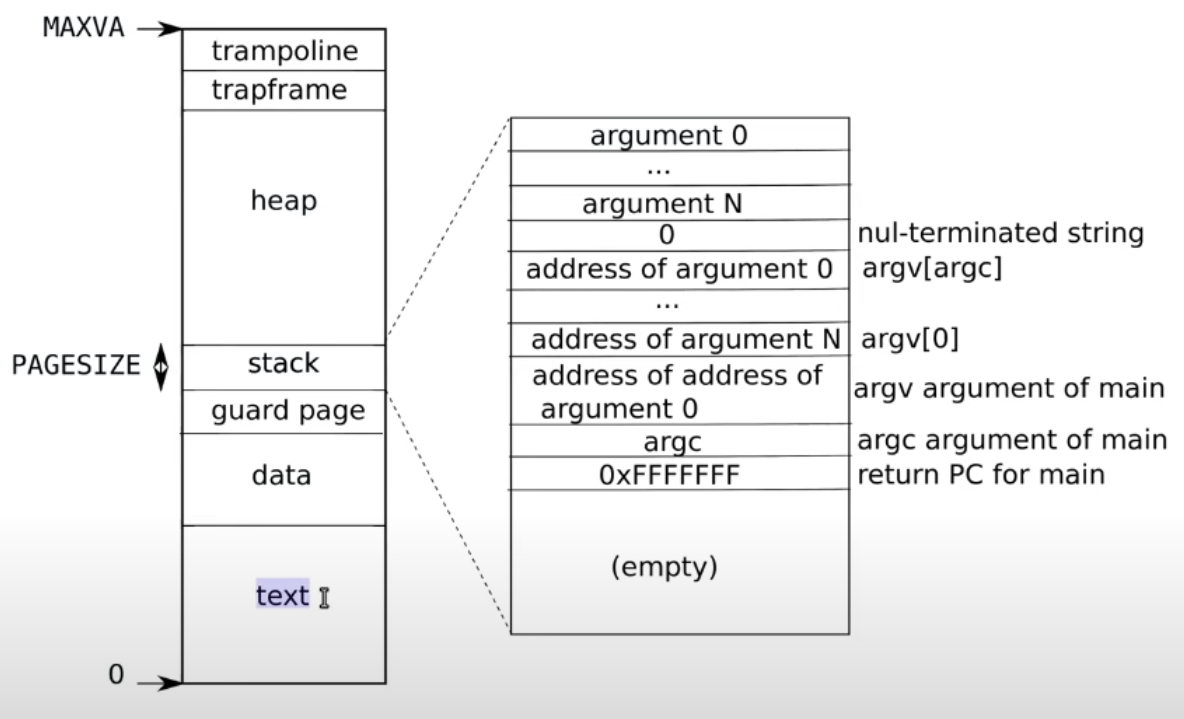 MAXVA
trampoline
trapframe
heap
PAGESIZE
stack
guard page
data
text
0
argument 0
...
argument N
0
nul-terminated string
address of argument 0
argv[argc]
...
address of argument N
argv[0]
address of address of
argument 0
argv argument of main
argc
argc argument of main
0xFFFFFFF
return PC for main
(empty)